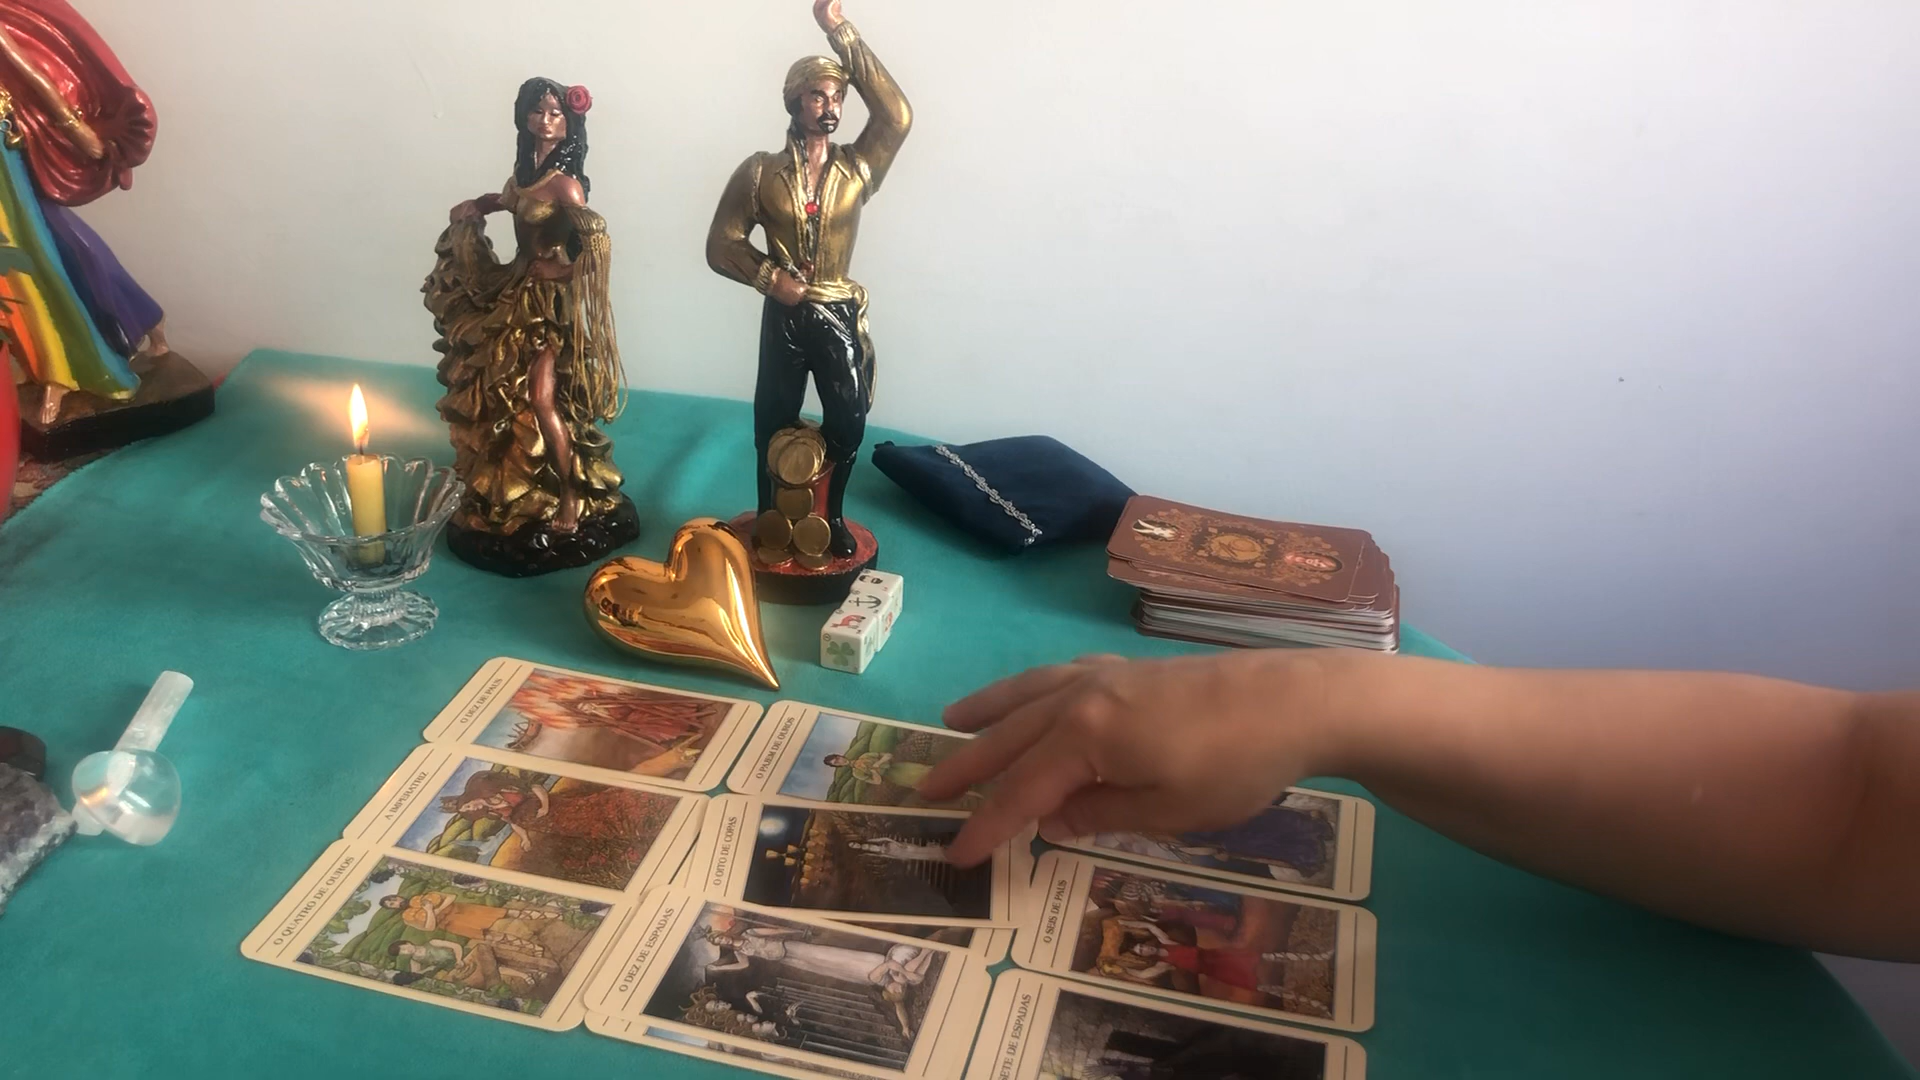 O DEZ DE PAUS
O PAJEM DE OUROS
A IMPERATRIZ
O OITO DE COPAS
O SEIS DE PAUS
O QUATRO DE OUROS
O DEZ DE ESPADAS
SETE DE ESPADAS